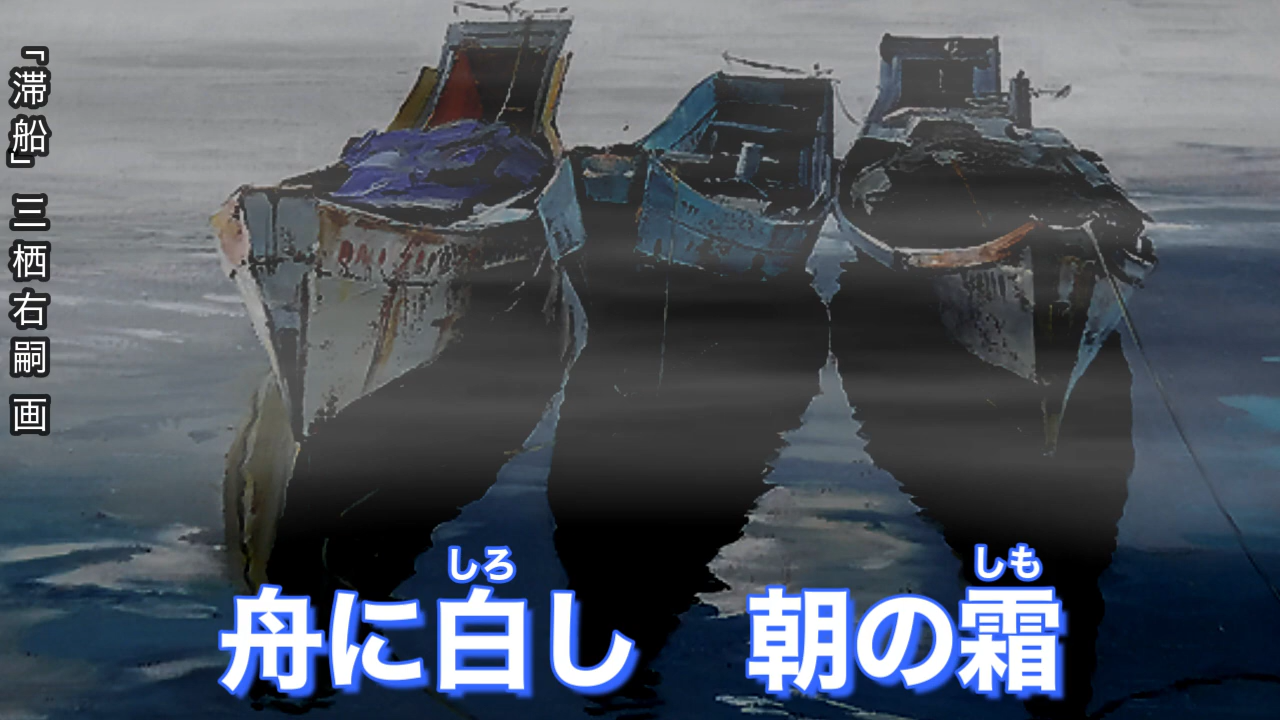 『滞船』三栖右嗣 画
しろ しも
舟に白し 朝の霜